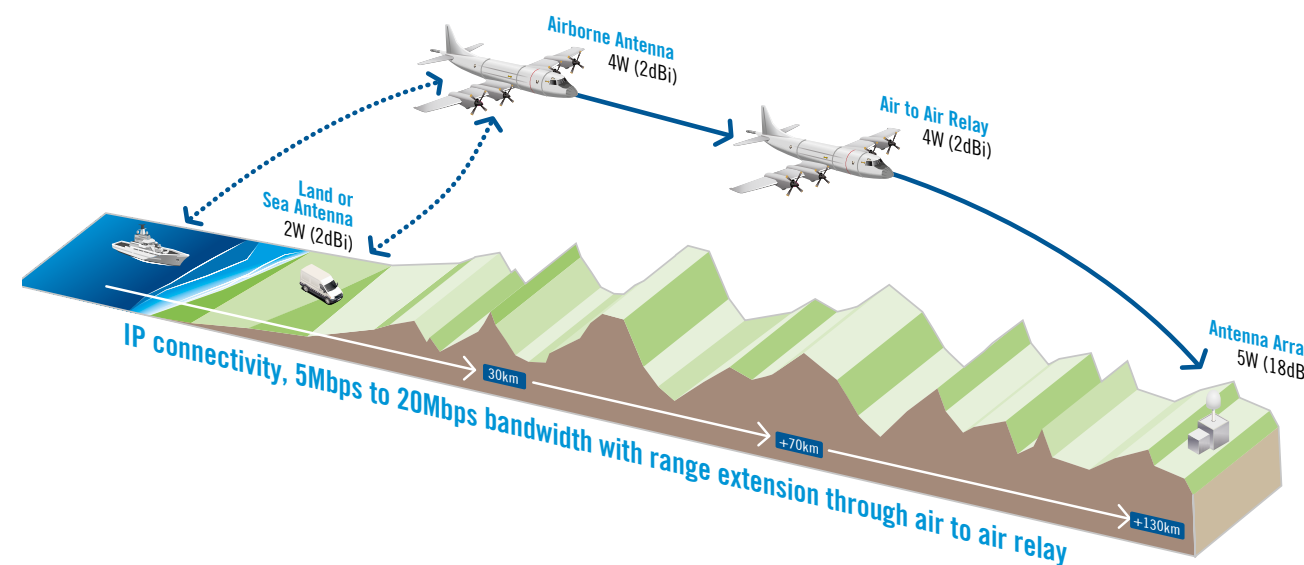 Airborne Antenna
4W (2dBi)
Air to Air Relay
4W (2dBi)
Land or
Sea Antenna
2W (2dBi)
Antenna Arra
5W (18dB
30km
+70km
+130km
IP connectivity, 5Mbps to 20Mbps bandwidth with range extension through air to air relay